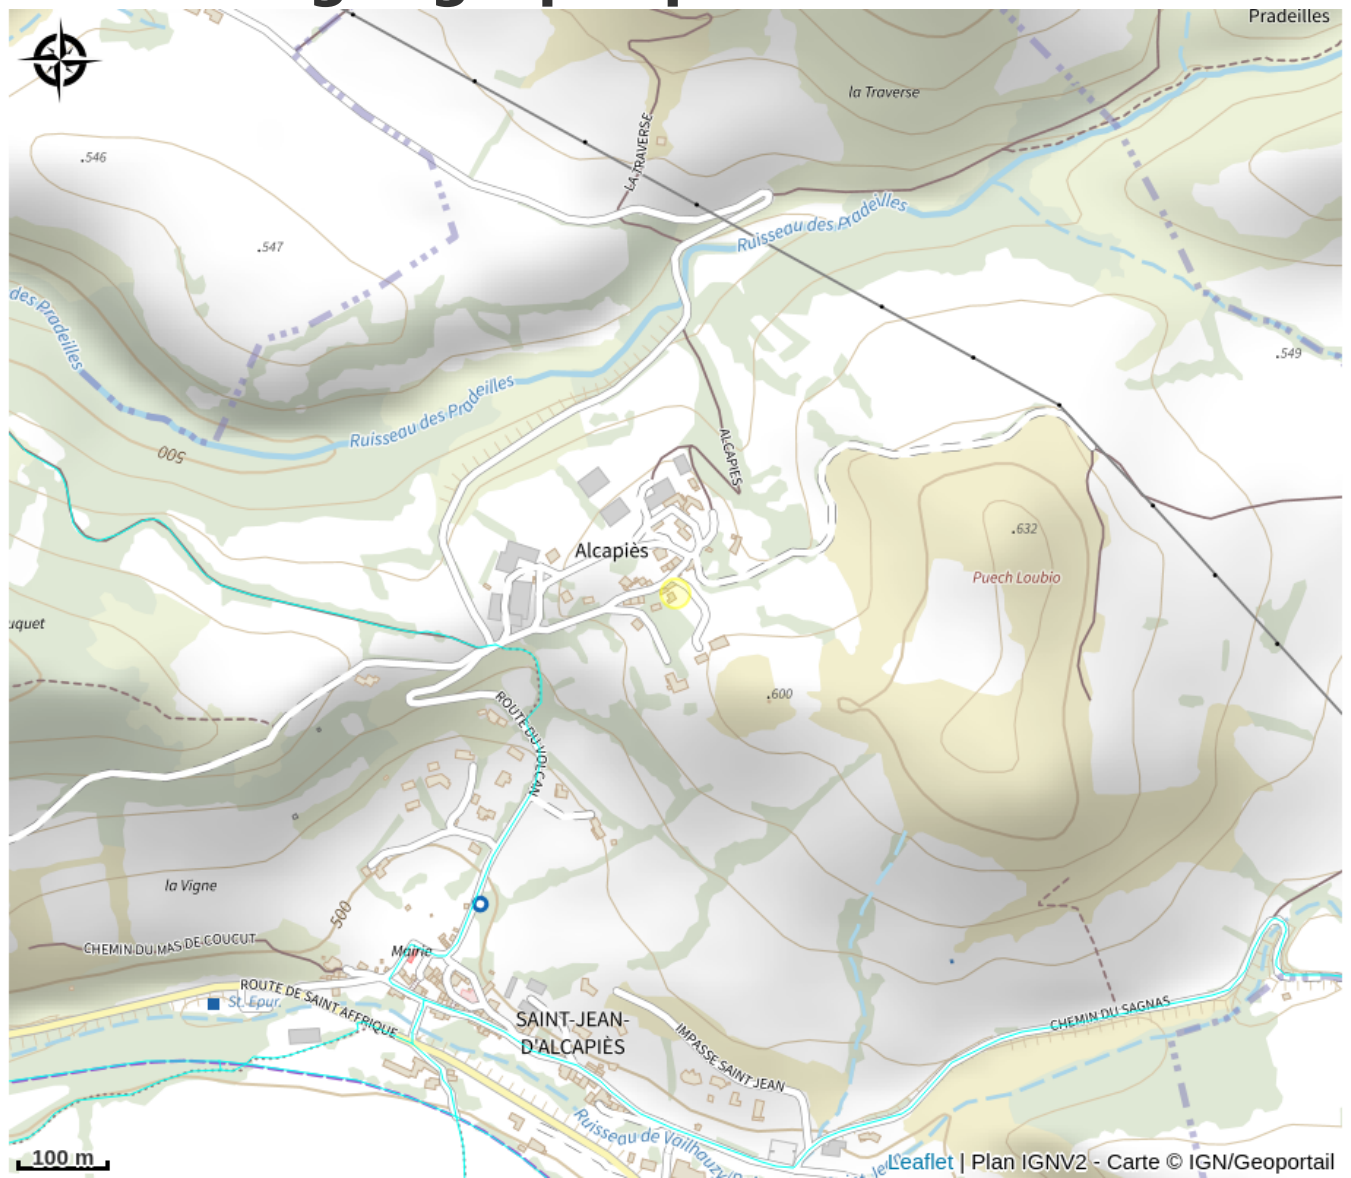 Pradeilles
la Traverse
LA TRAVERSE
.546
Ruisseau des Pradeilles
.547
des Pradeilles
.549
Ruisseau des Pradeilles
500
ALCAPIES
.632
Alcapiès
Puech Loubio
uquet
.600
ROUTE DU VOLCAN
la Vigne
500
CHEMIN DU MAS DE COUCUT
Mairie
ROUTE DE SAINT AFFRIQUE
St. Epur.
SAINT-JEAN-
D'ALCAPIÈS
CHEMIN DU SAGNAS
IMPASSE SAINT JEAN
Ruisseau de Vailhauzy
100 m
Leaflet | Plan IGNV2 - Carte © IGN/Geoportail